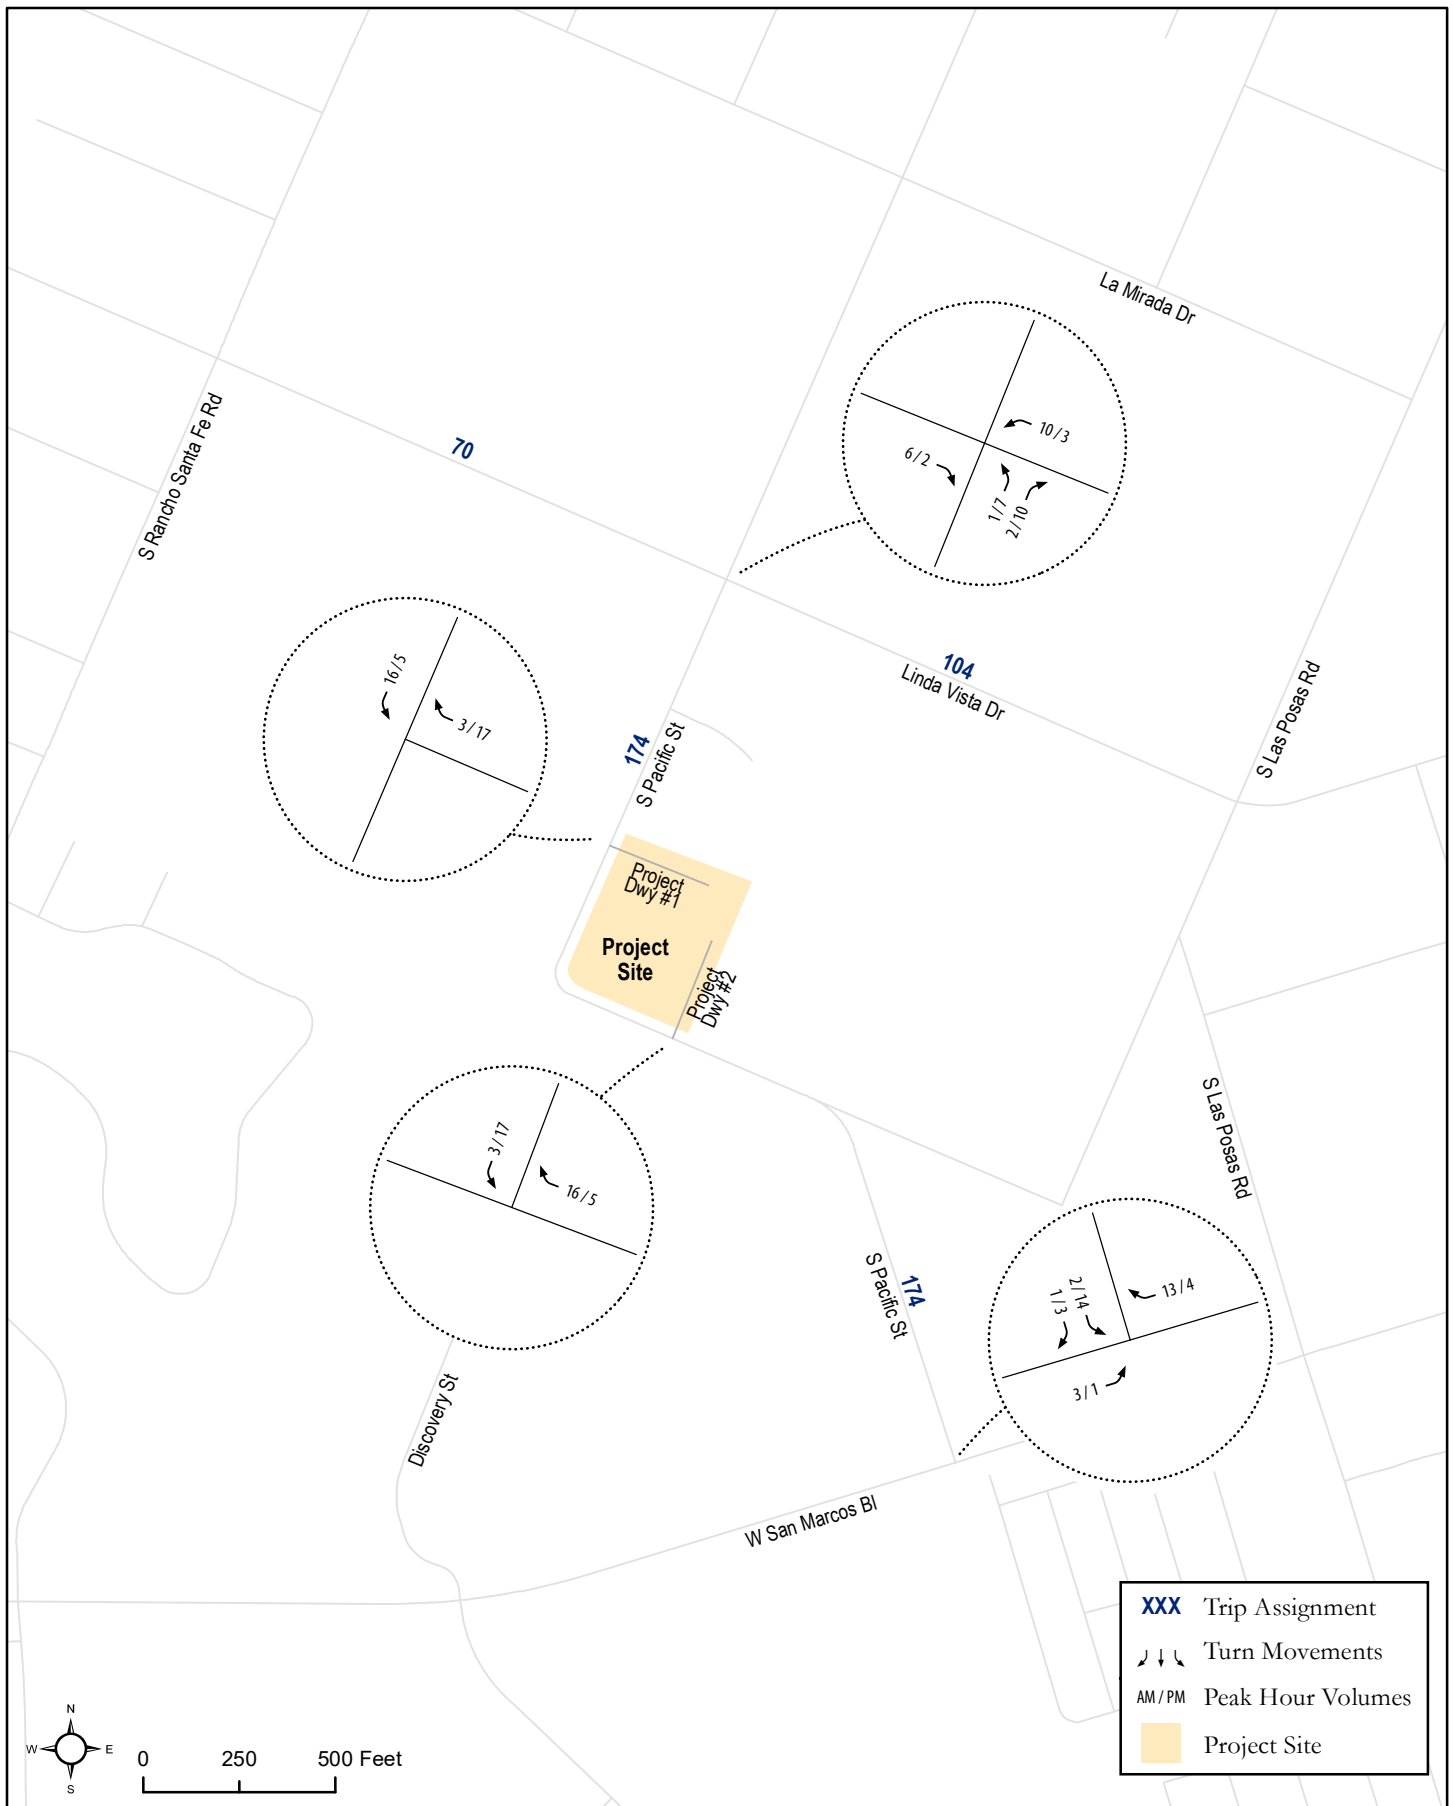 La Mirada Dr
10/3
6/2
1/7
2/10
S Rancho Santa Fe Rd
70
104
Linda Vista Dr
S Las Posas Rd
16/5
3/17
174
S Pacific St
Project
Dwy #1
Project
Site
Project
Dwy #2
3/17
16/5
S Las Posas Rd
S Pacific St
174
2/14
1/3
13/4
3/1
Discovery St
W San Marcos Bl
XXX Trip Assignment
Turn Movements
AM/PM Peak Hour Volumes
Project Site
N
W E
S
0 250 500 Feet